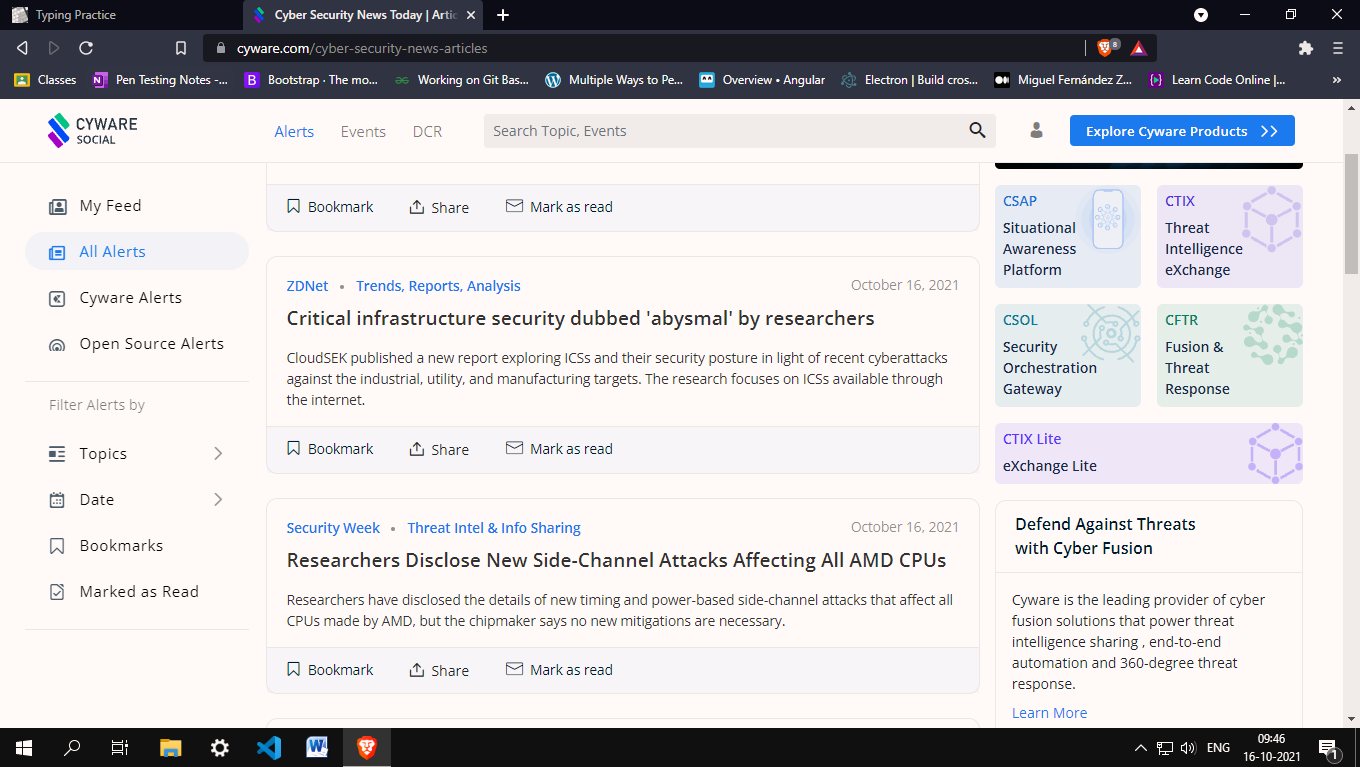 Typing Practice
Cyber Security News Today | Artic
cyware.com/cyber-security-news-articles
8
Classes
Pen Testing Notes -...
Bootstrap · The mo...
Working on Git Bas...
Multiple Ways to Pe...
Overview • Angular
Electron | Build cros...
Miguel Fernández Z...
Learn Code Online |...
CYWARE
SOCIAL
Alerts
Events
DCR
Search Topic, Events
Explore Cyware Products
My Feed
All Alerts
Cyware Alerts
Open Source Alerts
Filter Alerts by
Topics
Date
Bookmarks
Marked as Read
Bookmark
Share
Mark as read
ZDNet • Trends, Reports, Analysis
October 16, 2021
Critical infrastructure security dubbed 'abysmal' by researchers
CloudSEK published a new report exploring ICSs and their security posture in light of recent cyberattacks
against the industrial, utility, and manufacturing targets. The research focuses on ICSs available through
the internet.
Bookmark
Share
Mark as read
Security Week • Threat Intel & Info Sharing
October 16, 2021
Researchers Disclose New Side-Channel Attacks Affecting All AMD CPUs
Researchers have disclosed the details of new timing and power-based side-channel attacks that affect all
CPUs made by AMD, but the chipmaker says no new mitigations are necessary.
Bookmark
Share
Mark as read
CSAP
Situational
Awareness
Platform
CTIX
Threat
Intelligence
eXchange
CSOL
Security
Orchestration
Gateway
CFTR
Fusion &
Threat
Response
CTIX Lite
eXchange Lite
Defend Against Threats
with Cyber Fusion
Cyware is the leading provider of cyber
fusion solutions that power threat
intelligence sharing , end-to-end
automation and 360-degree threat
response.
Learn More
ENG
09:46
16-10-2021
1